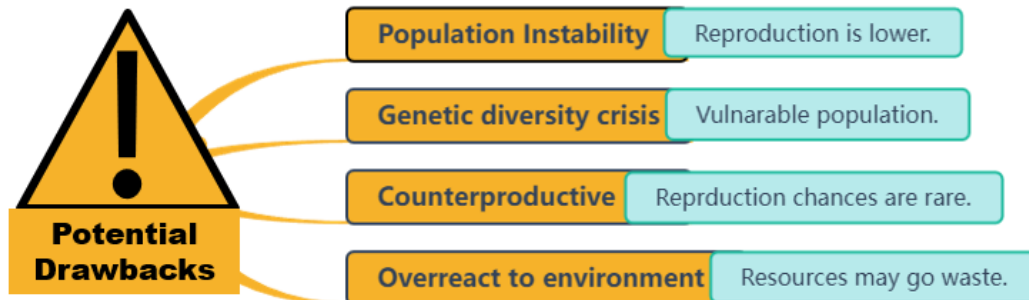 Population Instability
Reproduction is lower.
Genetic diversity crisis
Vulnarable population.
Counterproductive
Reprduction chances are rare.
Potential
Drawbacks
Overreact to environment
Resources may go waste.